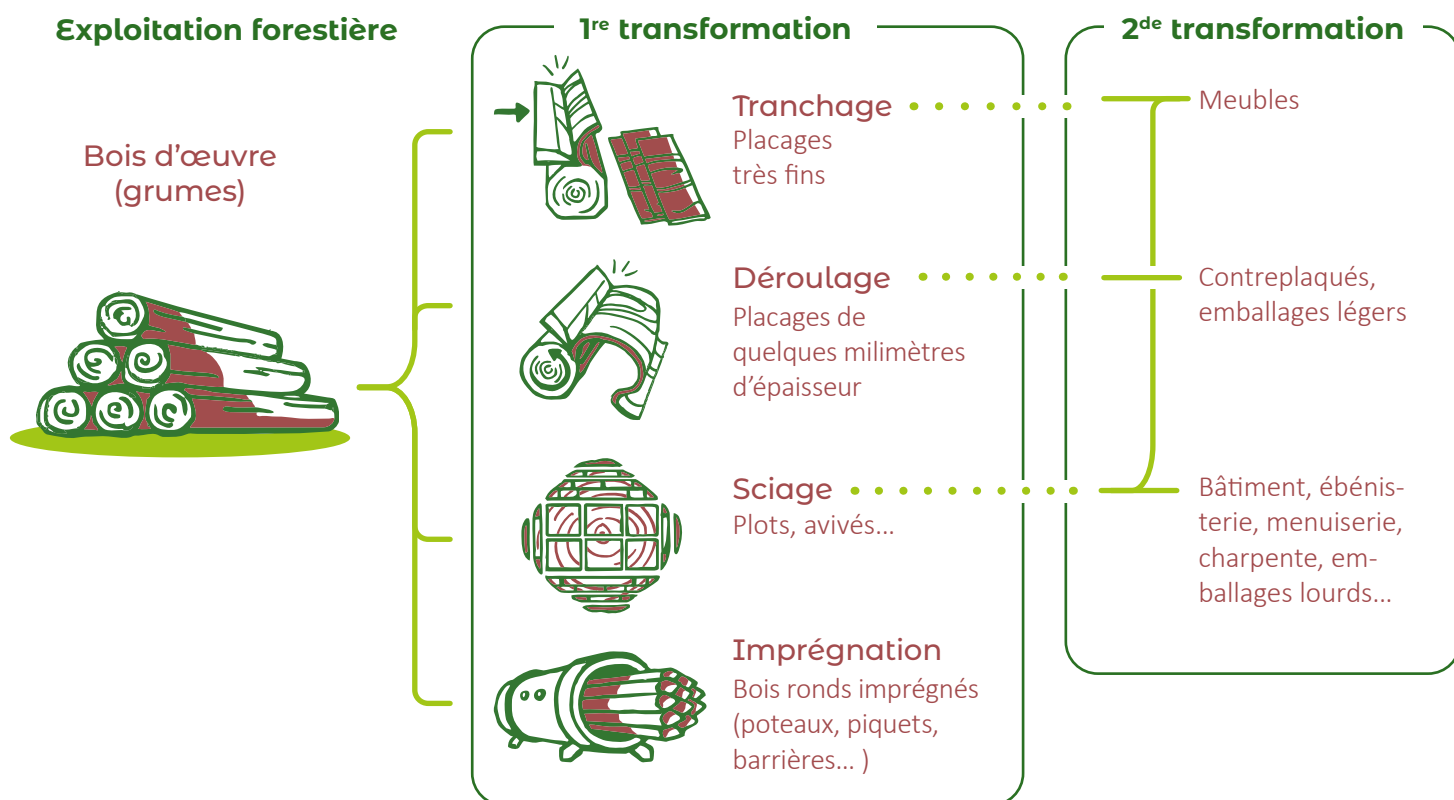 Exploitation forestière
Bois d'œuvre
(grumes)
1re transformation
Tranchage
Placages
très fins
Déroulage
Placages de
quelques milimètres
d'épaisseur
Sciage
Plots, avivés...
Imprégnation
Bois ronds imprégnés
(poteaux, piquets,
barrières... )
2de transformation
Meubles
Contreplaqués,
emballages légers
Bâtiment, ébénis-
terie, menuiserie,
charpente, em-
ballages lourds...